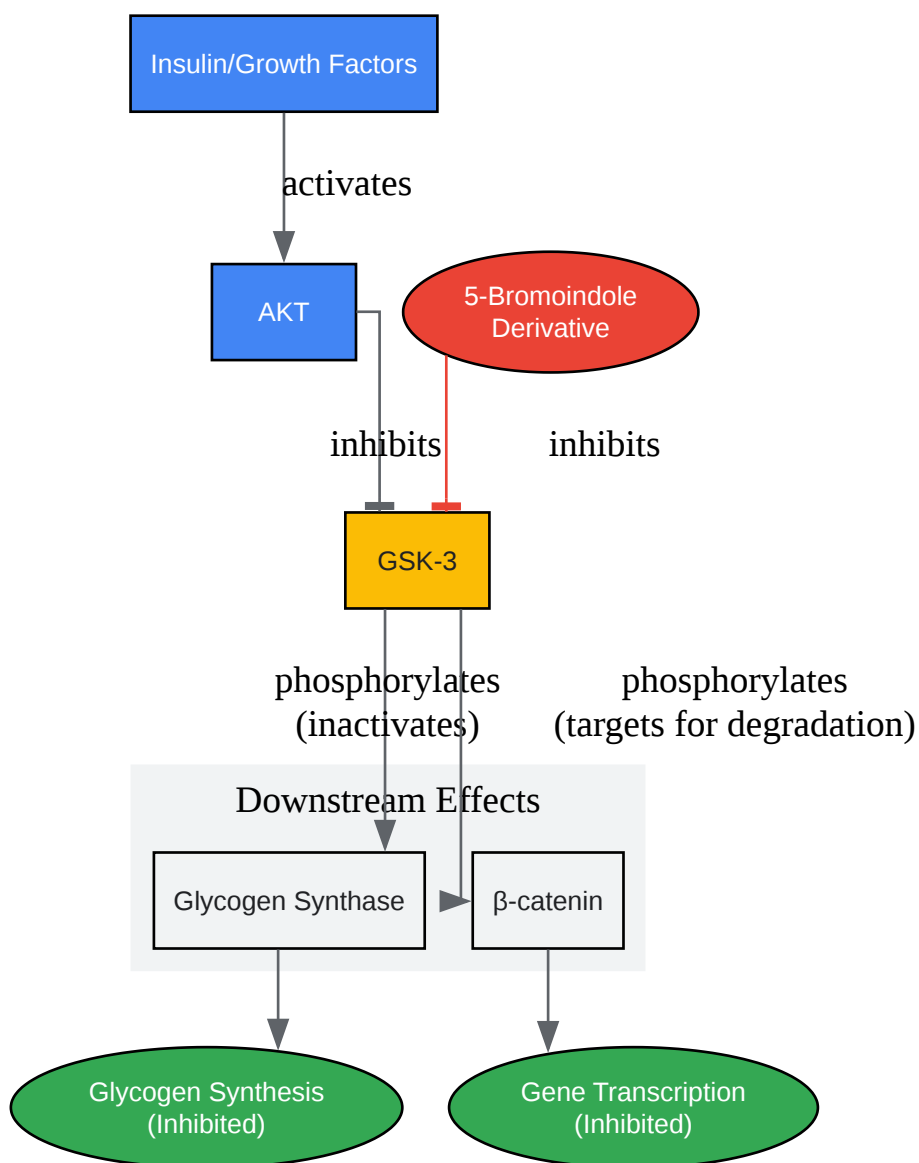 Insulin/Growth Factors
activates
AKT
5-Bromoindole
Derivative
inhibits
inhibits
GSK-3
phosphorylates
(inactivates)
phosphorylates
(targets for degradation)
Downstream Effects
Glycogen Synthase
β-catenin
Glycogen Synthesis
(Inhibited)
Gene Transcription
(Inhibited)